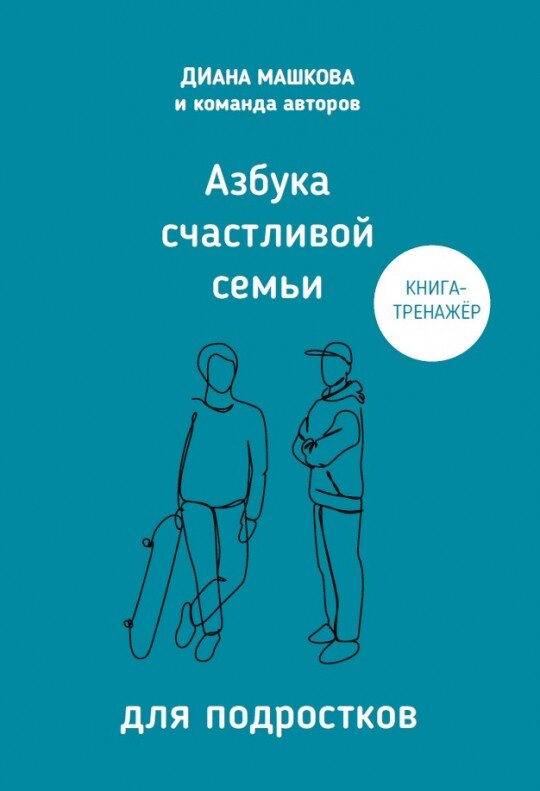 ДИАНА МАШКОВА
и команда авторов
Азбука
счастливой
семьи
КНИГА-
ТРЕНАЖЁР
для подростков